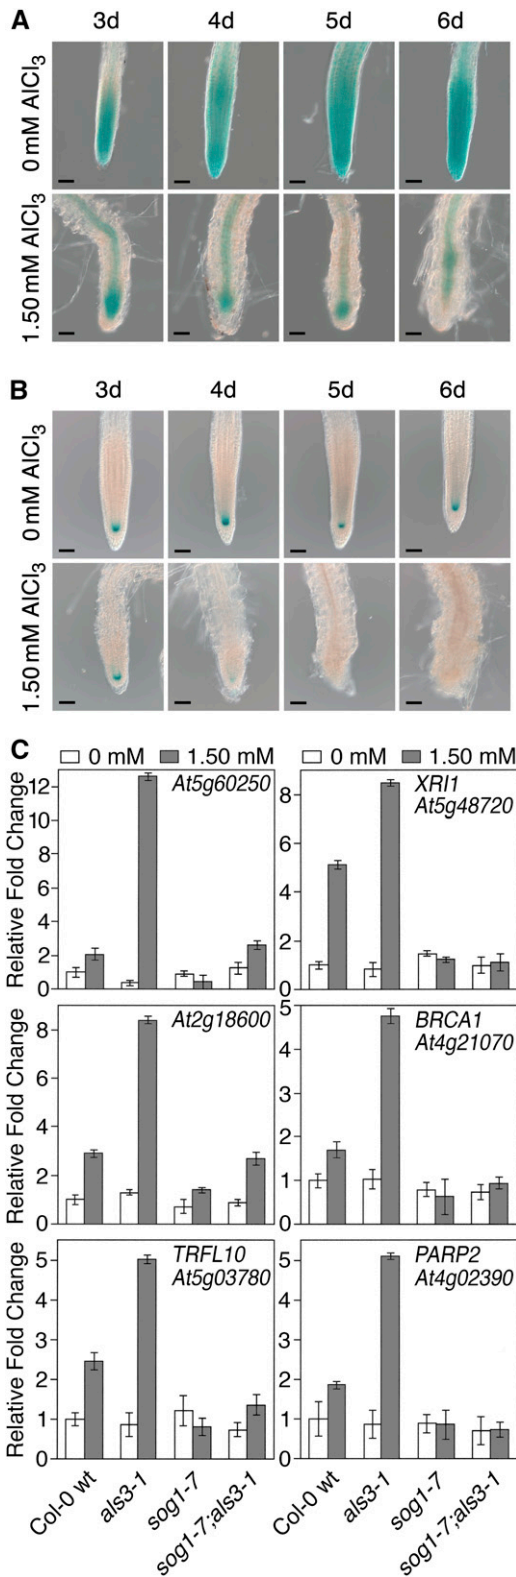 A
3d 4d 5d 6d
0 mM AlCl3
1.50 mM AlCl3
B
3d 4d 5d 6d
0 mM AlCl3
1.50 mM AlCl3
C
0 mM 1.50 mM 0 mM 1.50 mM
Relative Fold Change
12
10
8
6
4
2
0
At5g60250
8
6
4
2
0
XRI1
At5g48720
Relative Fold Change
8
6
4
2
0
At2g18600
5
4
3
2
1
0
BRCA1
At4g21070
Relative Fold Change
5
4
3
2
1
0
TRFL10
At5g03780
5
4
3
2
1
0
PARP2
At4g02390
Col-0 wt
als3-1
sog1-7
sog1-7;als3-1
Col-0 wt
als3-1
sog1-7
sog1-7;als3-1